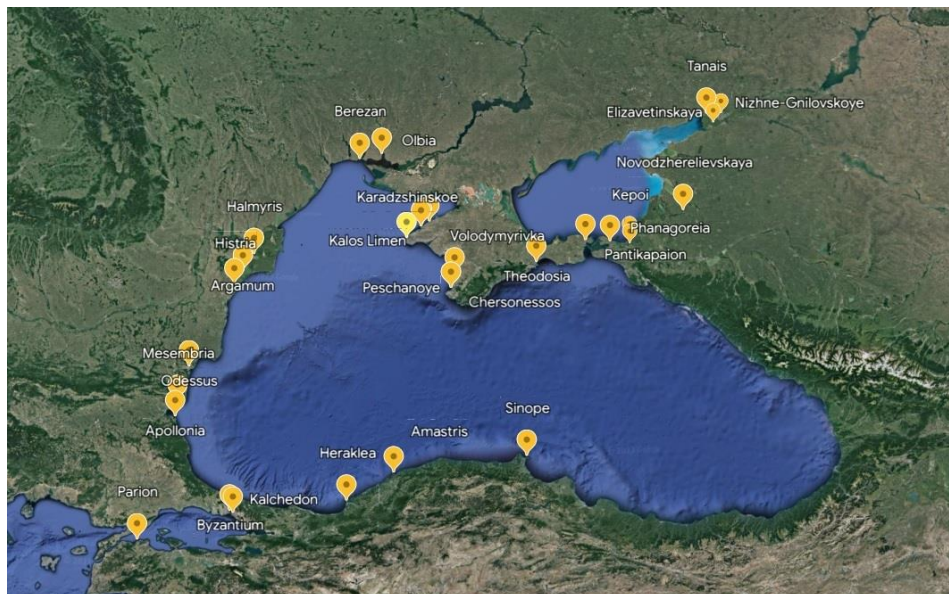 Tanais
Nizhne-Gnilovskoye
Elizavetinskaya
Berezan
Olbia
Novodzherelievskaya
Karadzshinskoe
Kepoi
Halmyris
Phanagoreia
Kalos Limen
Volodymyrivka
Histria
Pantikapaion
Theodosia
Argamum
Peschanoye
Chersonessos
Mesembria
Odessus
Sinope
Apollonia
Amastris
Heraklea
Parion
Kalchedon
Byzantium